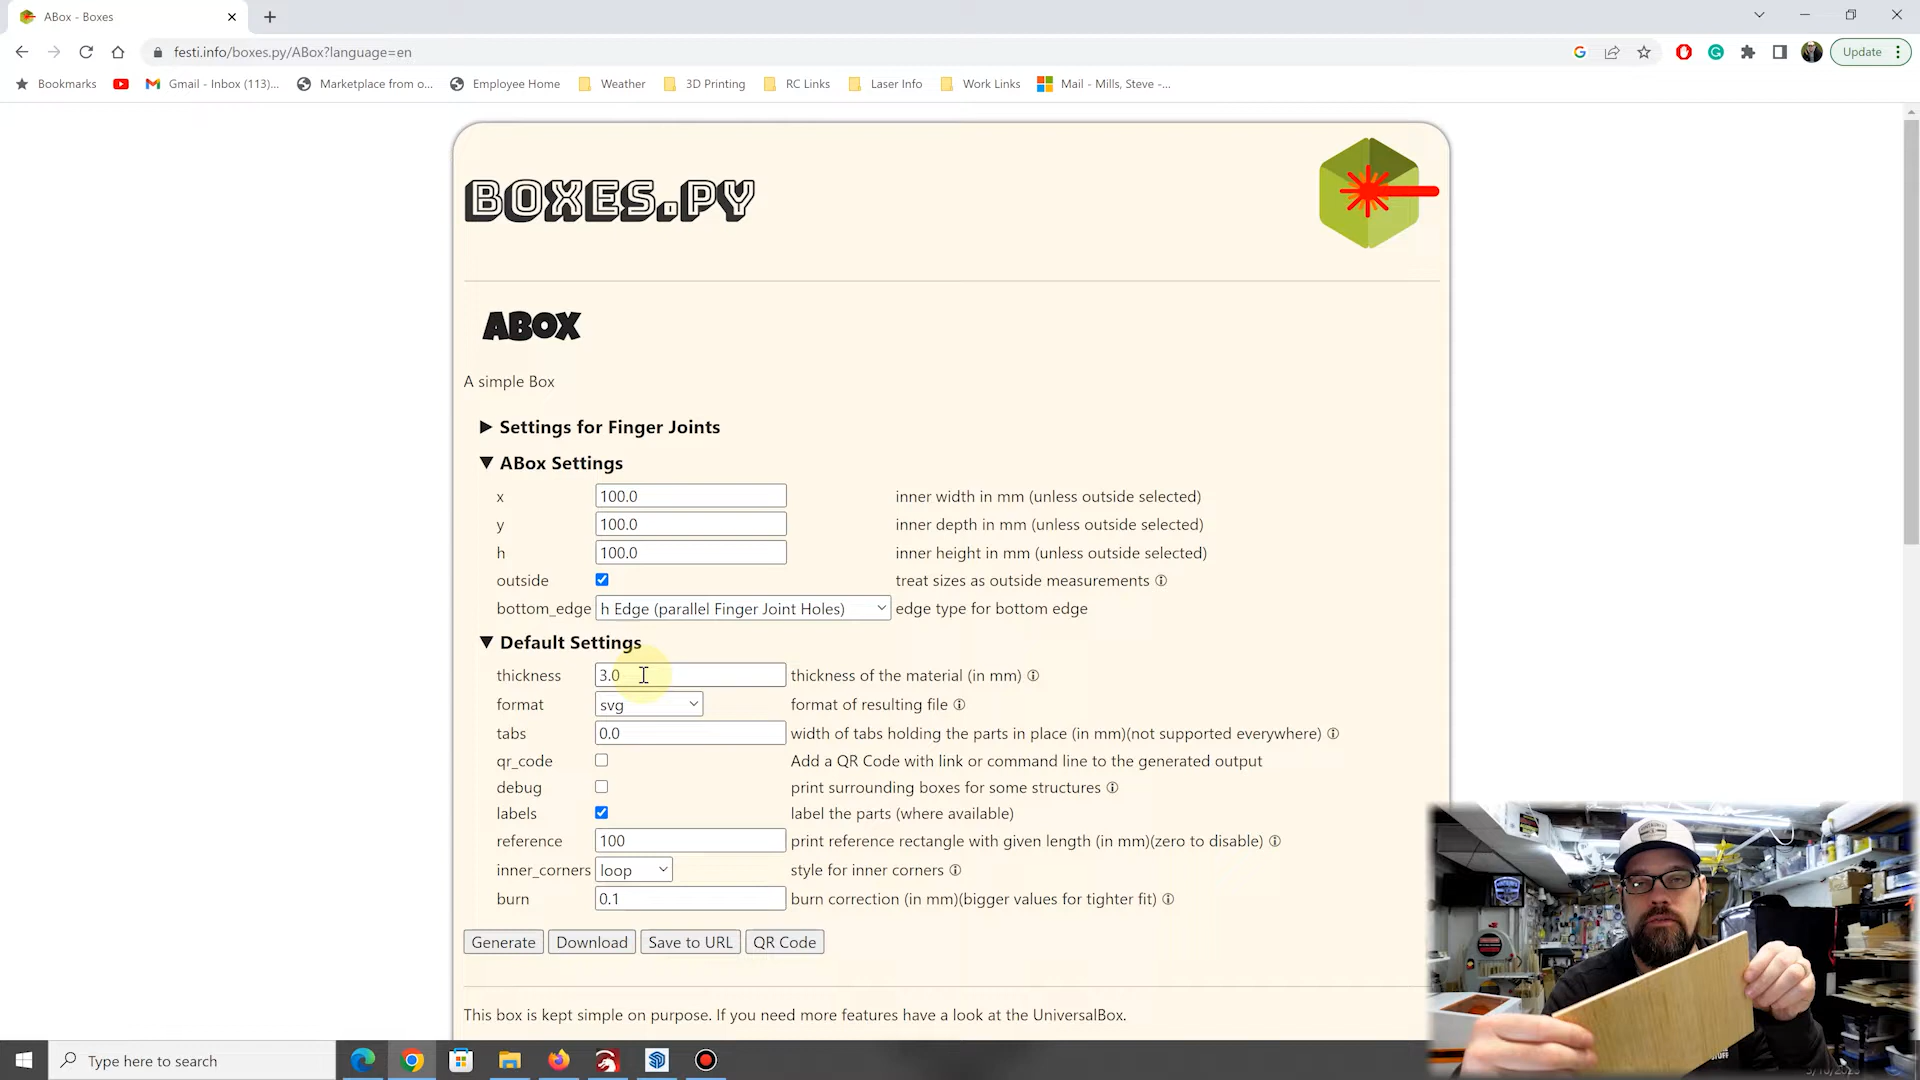 ABox - Boxes
festi.info/boxes.py/ABox?language=en
Update
Bookmarks
Gmail - Inbox (113)...
Marketplace from o...
Employee Home
Weather
3D Printing
RC Links
Laser Info
Work Links
Mail - Mills, Steve -...
BOXES.PY
ABOX
A simple Box
Settings for Finger Joints
ABox Settings
x 100.0 inner width in mm (unless outside selected)
y 100.0 inner depth in mm (unless outside selected)
h 100.0 inner height in mm (unless outside selected)
outside treat sizes as outside measurements
bottom_edge h Edge (parallel Finger Joint Holes) edge type for bottom edge
Default Settings
thickness 3.0 thickness of the material (in mm)
format svg format of resulting file
tabs 0.0 width of tabs holding the parts in place (in mm)(not supported everywhere)
qr_code Add a QR Code with link or command line to the generated output
debug print surrounding boxes for some structures
labels label the parts (where available)
reference 100 print reference rectangle with given length (in mm)(zero to disable)
inner_corners loop style for inner corners
burn 0.1 burn correction (in mm)(bigger values for tighter fit)
Generate Download Save to URL QR Code
This box is kept simple on purpose. If you need more features have a look at the UniversalBox.
Type here to search